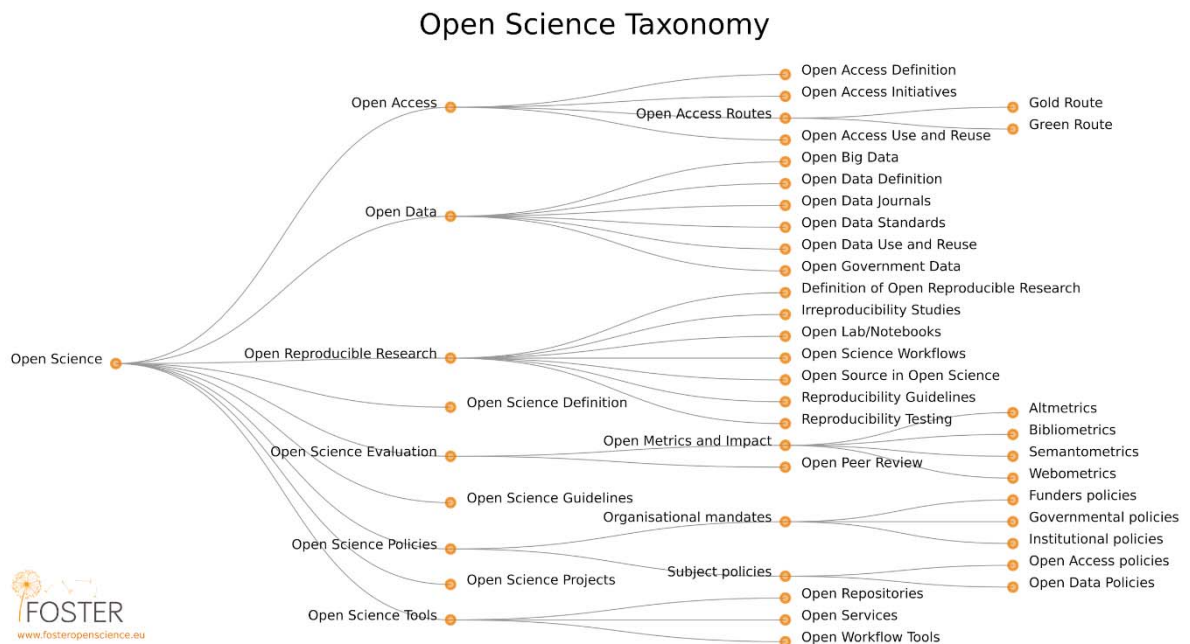 Open Science Taxonomy
Open Science
Open Access
Open Access Definition
Open Access Initiatives
Open Access Routes
Gold Route
Green Route
Open Access Use and Reuse
Open Data
Open Big Data
Open Data Definition
Open Data Journals
Open Data Standards
Open Data Use and Reuse
Open Government Data
Open Reproducible Research
Definition of Open Reproducible Research
Irreproducibility Studies
Open Lab/Notebooks
Open Science Workflows
Open Source in Open Science
Reproducibility Guidelines
Reproducibility Testing
Open Science Definition
Open Science Evaluation
Open Metrics and Impact
Altmetrics
Bibliometrics
Semantometrics
Webometrics
Open Peer Review
Open Science Guidelines
Open Science Policies
Organisational mandates
Funders policies
Governmental policies
Institutional policies
Subject policies
Open Access policies
Open Data Policies
Open Science Projects
Open Science Tools
Open Repositories
Open Services
Open Workflow Tools
FOSTER
www.fosteropenscience.eu